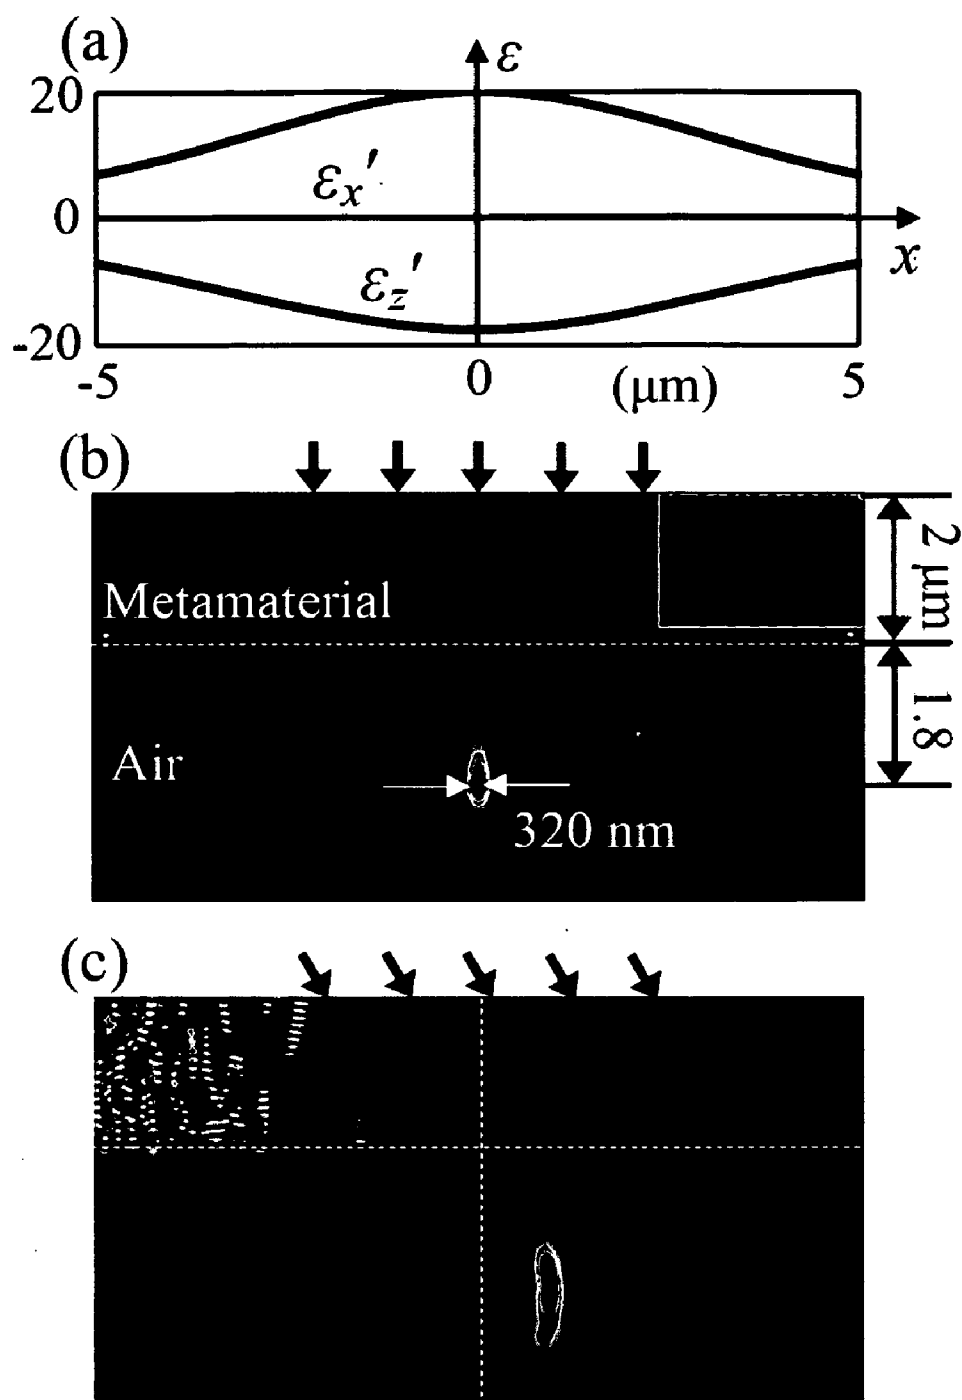 (a)
ε
20
εx′
0
x
εz′
-20
-5
0
(μm)
5
(b)
2 μm
Metamaterial
1.8
Air
320 nm
(c)